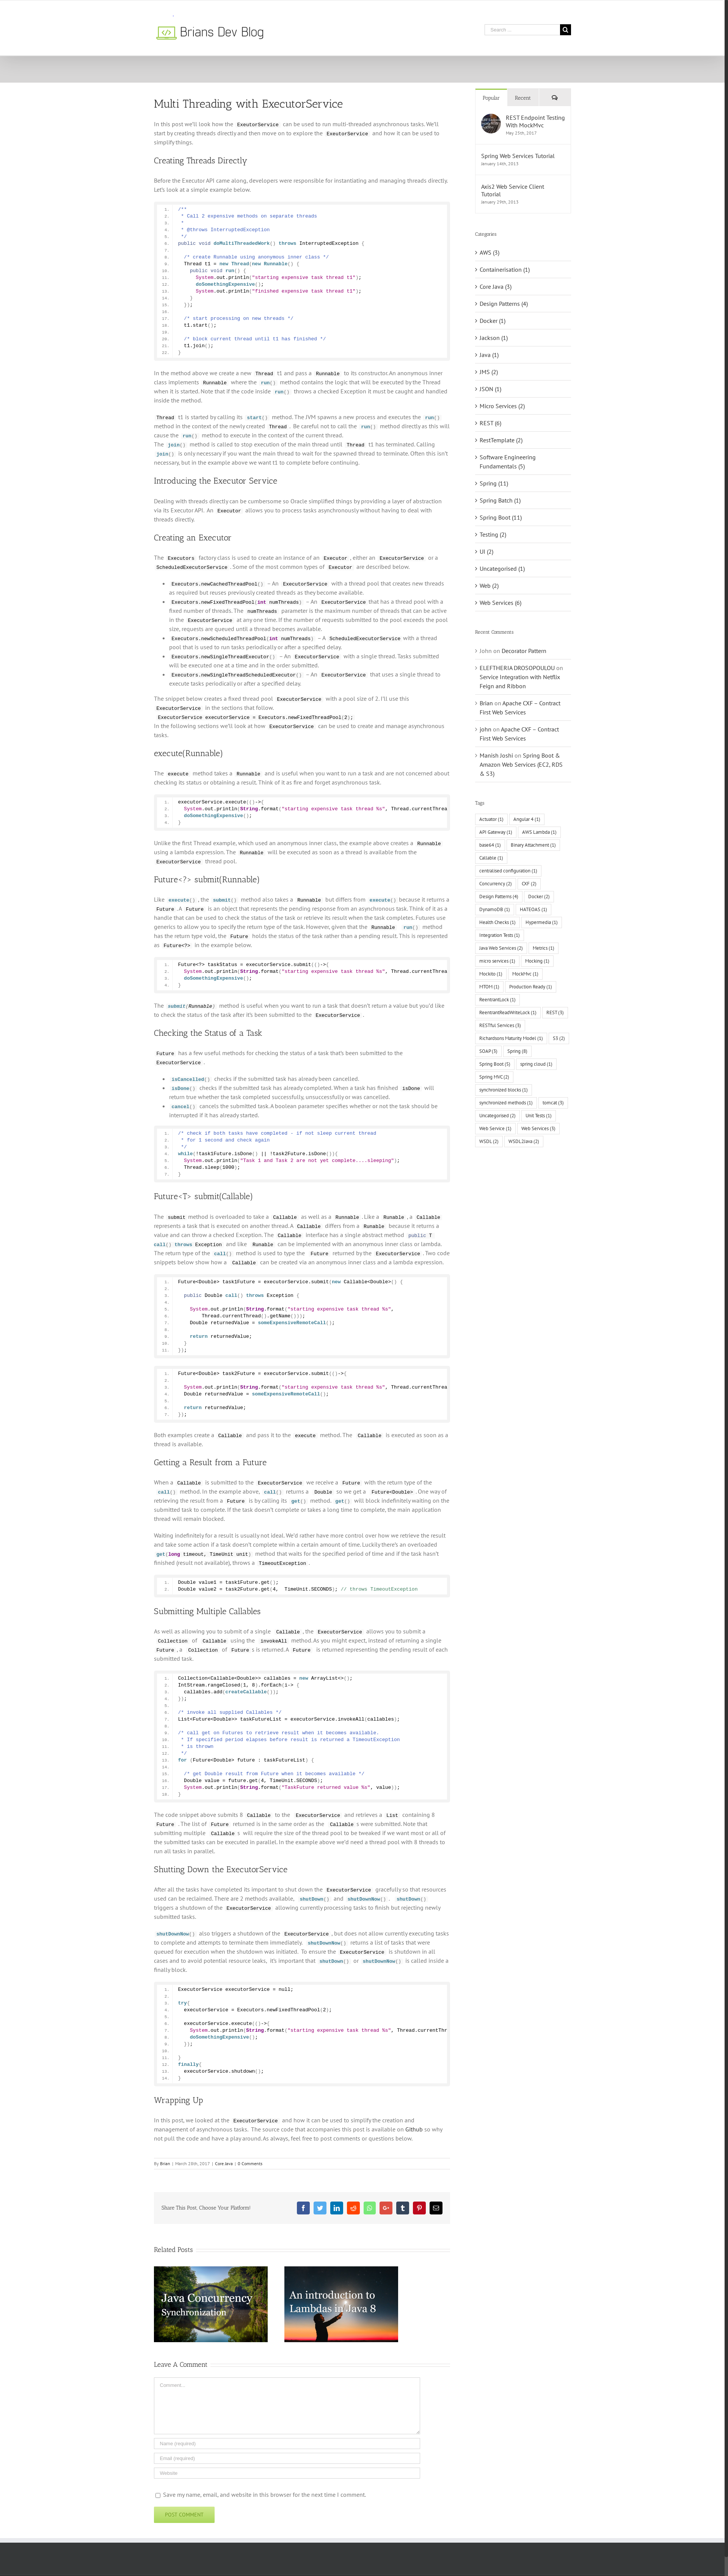 Brians Dev Blog
Search ...
Multi Threading with ExecutorService
In this post we'll look how the ExeutorService can be used to run multi-threaded asynchronous tasks. We'll
start by creating threads directly and then move on to explore the ExecutorService and how it can be used to
simplify things.
Creating Threads Directly
Before the Executor API came along, developers were responsible for instantiating and managing threads directly.
Let's look at a simple example below.
1. /**
2. * Call 2 expensive methods on separate threads
3. *
4. * @throws InterruptedException
5. */
6. public void doMultiThreadedWork() throws InterruptedException {
7.
8. /* create Runnable using anonymous inner class */
9. Thread t1 = new Thread(new Runnable() {
10. public void run() {
11. System.out.println("starting expensive task thread t1");
12. doSomethingExpensive();
13. System.out.println("finished expensive task thread t1");
14. }
15. });
16.
17. /* start processing on new threads */
18. t1.start();
19.
20. /* block current thread until t1 has finished */
21. t1.join();
22. }
In the method above we create a new Thread t1 and pass a Runnable to its constructor. An anonymous inner
class implements Runnable where the run() method contains the logic that will be executed by the Thread
when it is started. Note that if the code inside run() throws a checked Exception it must be caught and handled
inside the method.
Thread t1 is started by calling its start() method. The JVM spawns a new process and executes the run()
method in the context of the newly created Thread . Be careful not to call the run() method directly as this will
cause the run() method to execute in the context of the current thread.
The join() method is called to stop execution of the main thread until Thread t1 has terminated. Calling
join() is only necessary if you want the main thread to wait for the spawned thread to terminate. Often this isn't
necessary, but in the example above we want t1 to complete before continuing.
Introducing the Executor Service
Dealing with threads directly can be cumbersome so Oracle simplified things by providing a layer of abstraction
via its Executor API. An Executor allows you to process tasks asynchronously without having to deal with
threads directly.
Creating an Executor
The Executors factory class is used to create an instance of an Executor , either an ExecutorService or a
ScheduledExecutorService . Some of the most common types of Executor are described below.
• Executors.newCachedThreadPool() – An ExecutorService with a thread pool that creates new threads
as required but reuses previously created threads as they become available.
• Executors.newFixedThreadPool(int numThreads) – An ExecutorService that has a thread pool with a
fixed number of threads. The numThreads parameter is the maximum number of threads that can be active
in the ExecutorService at any one time. If the number of requests submitted to the pool exceeds the pool
size, requests are queued until a thread becomes available.
• Executors.newScheduledThreadPool(int numThreads) – A ScheduledExecutorService with a thread
pool that is used to run tasks periodically or after a specified delay.
• Executors.newSingleThreadExecutor() – An ExecutorService with a single thread. Tasks submitted
will be executed one at a time and in the order submitted.
• Executors.newSingleThreadScheduledExecutor() – An ExecutorService that uses a single thread to
execute tasks periodically or after a specified delay.
The snippet below creates a fixed thread pool ExecutorService with a pool size of 2. I'll use this
ExecutorService in the sections that follow.
ExecutorService executorService = Executors.newFixedThreadPool(2);
In the following sections we'll look at how ExecutorService can be used to create and manage asynchronous
tasks.
execute(Runnable)
The execute method takes a Runnable and is useful when you want to run a task and are not concerned about
checking its status or obtaining a result. Think of it as fire and forget asynchronous task.
1. executorService.execute(()->{
2. System.out.println(String.format("starting expensive task thread %s", Thread.currentThrea
3. doSomethingExpensive();
4. }
Unlike the first Thread example, which used an anonymous inner class, the example above creates a Runnable
using a lambda expression. The Runnable will be executed as soon as a thread is available from the
ExecutorService thread pool.
Future<?> submit(Runnable)
Like execute() , the submit() method also takes a Runnable but differs from execute() because it returns a
Future . A Future is an object that represents the pending response from an asynchronous task. Think of it as a
handle that can be used to check the status of the task or retrieve its result when the task completes. Futures use
generics to allow you to specify the return type of the task. However, given that the Runnable run() method
has the return type void, the Future holds the status of the task rather than a pending result. This is represented
as Future<?> in the example below.
1. Future<?> taskStatus = executorService.submit(()->{
2. System.out.println(String.format("starting expensive task thread %s", Thread.currentThrea
3. doSomethingExpensive();
4. }
The submit(Runnable) method is useful when you want to run a task that doesn't return a value but you'd like
to check the status of the task after it's been submitted to the ExecutorService .
Checking the Status of a Task
Future has a few useful methods for checking the status of a task that's been submitted to the
ExecutorService .
• isCancelled() checks if the submitted task has already been cancelled.
• isDone() checks if the submitted task has already completed. When a task has finished isDone will
return true whether the task completed successfully, unsuccessfully or was cancelled.
• cancel() cancels the submitted task. A boolean parameter specifies whether or not the task should be
interrupted if it has already started.
1. /* check if both tasks have completed - if not sleep current thread
2. * for 1 second and check again
3. */
4. while(!task1Future.isDone() || !task2Future.isDone()){
5. System.out.println("Task 1 and Task 2 are not yet complete....sleeping");
6. Thread.sleep(1000);
7. }
Future<T> submit(Callable)
The submit method is overloaded to take a Callable as well as a Runnable . Like a Runnable , a Callable
represents a task that is executed on another thread. A Callable differs from a Runable because it returns a
value and can throw a checked Exception. The Callable interface has a single abstract method public T
call() throws Exception and like Runable can be implemented with an anonymous inner class or lambda.
The return type of the call() method is used to type the Future returned by the ExecutorService . Two code
snippets below show how a Callable can be created via an anonymous inner class and a lambda expression.
1. Future<Double> task1Future = executorService.submit(new Callable<Double>() {
2.
3. public Double call() throws Exception {
4.
5. System.out.println(String.format("starting expensive task thread %s",
6. Thread.currentThread().getName()));
7. Double returnedValue = someExpensiveRemoteCall();
8.
9. return returnedValue;
10. }
11. });
1. Future<Double> task2Future = executorService.submit(()->{
2.
3. System.out.println(String.format("starting expensive task thread %s", Thread.currentThrea
4. Double returnedValue = someExpensiveRemoteCall();
5.
6. return returnedValue;
7. });
Both examples create a Callable and pass it to the execute method. The Callable is executed as soon as a
thread is available.
Getting a Result from a Future
When a Callable is submitted to the ExecutorService we receive a Future with the return type of the
call() method. In the example above, call() returns a Double so we get a Future<Double> . One way of
retrieving the result from a Future is by calling its get() method. get() will block indefinitely waiting on the
submitted task to complete. If the task doesn't complete or takes a long time to complete, the main application
thread will remain blocked.
Waiting indefinitely for a result is usually not ideal. We'd rather have more control over how we retrieve the result
and take some action if a task doesn't complete within a certain amount of time. Luckily there's an overloaded
get(long timeout, TimeUnit unit) method that waits for the specified period of time and if the task hasn't
finished (result not available), throws a TimeoutException .
1. Double value1 = task1Future.get();
2. Double value2 = task2Future.get(4, TimeUnit.SECONDS); // throws TimeoutException
Submitting Multiple Callables
As well as allowing you to submit of a single Callable , the ExecutorService allows you to submit a
Collection of Callable using the invokeAll method. As you might expect, instead of returning a single
Future , a Collection of Future s is returned. A Future is returned representing the pending result of each
submitted task.
1. Collection<Callable<Double>> callables = new ArrayList<>();
2. IntStream.rangeClosed(1, 8).forEach(i-> {
3. callables.add(createCallable());
4. });
5.
6. /* invoke all supplied Callables */
7. List<Future<Double>> taskFutureList = executorService.invokeAll(callables);
8.
9. /* call get on Futures to retrieve result when it becomes available.
10. * If specified period elapses before result is returned a TimeoutException
11. * is thrown
12. */
13. for (Future<Double> future : taskFutureList) {
14.
15. /* get Double result from Future when it becomes available */
16. Double value = future.get(4, TimeUnit.SECONDS);
17. System.out.println(String.format("TaskFuture returned value %s", value));
18. }
The code snippet above submits 8 Callable to the ExecutorService and retrieves a List containing 8
Future . The list of Future returned is in the same order as the Callable s were submitted. Note that
submitting multiple Callable s will require the size of the thread pool to be tweaked if we want most or all of
the submitted tasks can be executed in parallel. In the example above we'd need a thread pool with 8 threads to
run all tasks in parallel.
Shutting Down the ExecutorService
After all the tasks have completed its important to shut down the ExecutorService gracefully so that resources
used can be reclaimed. There are 2 methods available, shutDown() and shutDownNow() . shutDown()
triggers a shutdown of the ExecutorService allowing currently processing tasks to finish but rejecting newly
submitted tasks.
shutDownNow() also triggers a shutdown of the ExecutorService , but does not allow currently executing tasks
to complete and attempts to terminate them immediately. shutDownNow() returns a list of tasks that were
queued for execution when the shutdown was initiated. To ensure the ExecutorService is shutdown in all
cases and to avoid potential resource leaks, it's important that shutDown() or shutDownNow() is called inside a
finally block.
1. ExecutorService executorService = null;
2.
3. try{
4. executorService = Executors.newFixedThreadPool(2);
5.
6. executorService.execute(()->{
7. System.out.println(String.format("starting expensive task thread %s", Thread.currentThr
8. doSomethingExpensive();
9. });
10.
11. }
12. finally{
13. executorService.shutdown();
14. }
Wrapping Up
In this post, we looked at the ExecutorService and how it can be used to simplify the creation and
management of asynchronous tasks. The source code that accompanies this post is available on Github so why
not pull the code and have a play around. As always, feel free to post comments or questions below.
By Brian | March 28th, 2017 | Core Java | 0 Comments
Share This Post, Choose Your Platform!
Related Posts
Java Concurrency
Synchronization
An introduction to
Lambdas in Java 8
Leave A Comment
Comment...
Name (required)
Email (required)
Website
Save my name, email, and website in this browser for the next time I comment.
POST COMMENT
Popular
Recent
REST Endpoint Testing
With MockMvc
May 25th, 2017
Spring Web Services Tutorial
January 14th, 2013
Axis2 Web Service Client
Tutorial
January 29th, 2013
Categories
AWS (3)
Containerisation (1)
Core Java (3)
Design Patterns (4)
Docker (1)
Jackson (1)
Java (1)
JMS (2)
JSON (1)
Micro Services (2)
REST (6)
RestTemplate (2)
Software Engineering
Fundamentals (5)
Spring (11)
Spring Batch (1)
Spring Boot (11)
Testing (2)
UI (2)
Uncategorised (1)
Web (2)
Web Services (6)
Recent Comments
John on Decorator Pattern
ELEFTHERIA DROSOPOULOU on
Service Integration with Netflix
Feign and Ribbon
Brian on Apache CXF – Contract
First Web Services
john on Apache CXF – Contract
First Web Services
Manish Joshi on Spring Boot &
Amazon Web Services (EC2, RDS
& S3)
Tags
Actuator (1) Angular 4 (1)
API Gateway (1) AWS Lambda (1)
base64 (1) Binary Attachment (1)
Callable (1)
centralised configuration (1)
Concurrency (2) CXF (2)
Design Patterns (4) Docker (2)
DynamoDB (1) HATEOAS (1)
Health Checks (1) Hypermedia (1)
Integration Tests (1)
Java Web Services (2) Metrics (1)
micro services (1) Mocking (1)
Mockito (1) MockMvc (1)
MTOM (1) Production Ready (1)
ReentrantLock (1)
ReentrantReadWriteLock (1) REST (3)
RESTful Services (3)
Richardsons Maturity Model (1) S3 (2)
SOAP (3) Spring (8)
Spring Boot (5) spring cloud (1)
Spring MVC (2)
synchronized blocks (1)
synchronized methods (1) tomcat (3)
Uncategorised (2) Unit Tests (1)
Web Service (1) Web Services (3)
WSDL (2) WSDL2Java (2)